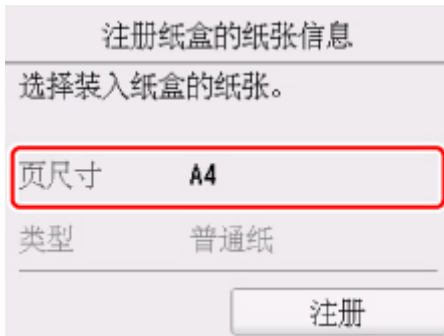 注册纸盒的纸张信息
选择装入纸盒的纸张。
页尺寸 A4
类型 普通纸
注册